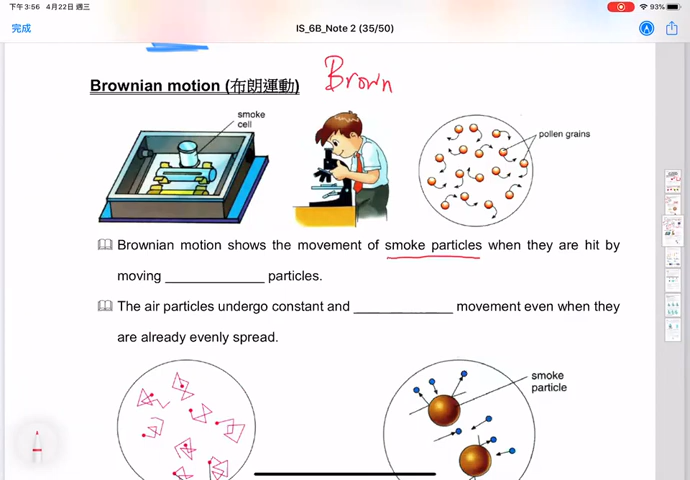 下午3:56 4月22日 週三
93%
完成
IS_6B_Note 2 (35/50)
Brownian motion (布朗運動)
Brown
smoke
cell
pollen grains
Brownian motion shows the movement of smoke particles when they are hit by
moving _____________ particles.
The air particles undergo constant and _____________ movement even when they
are already evenly spread.
smoke
particle